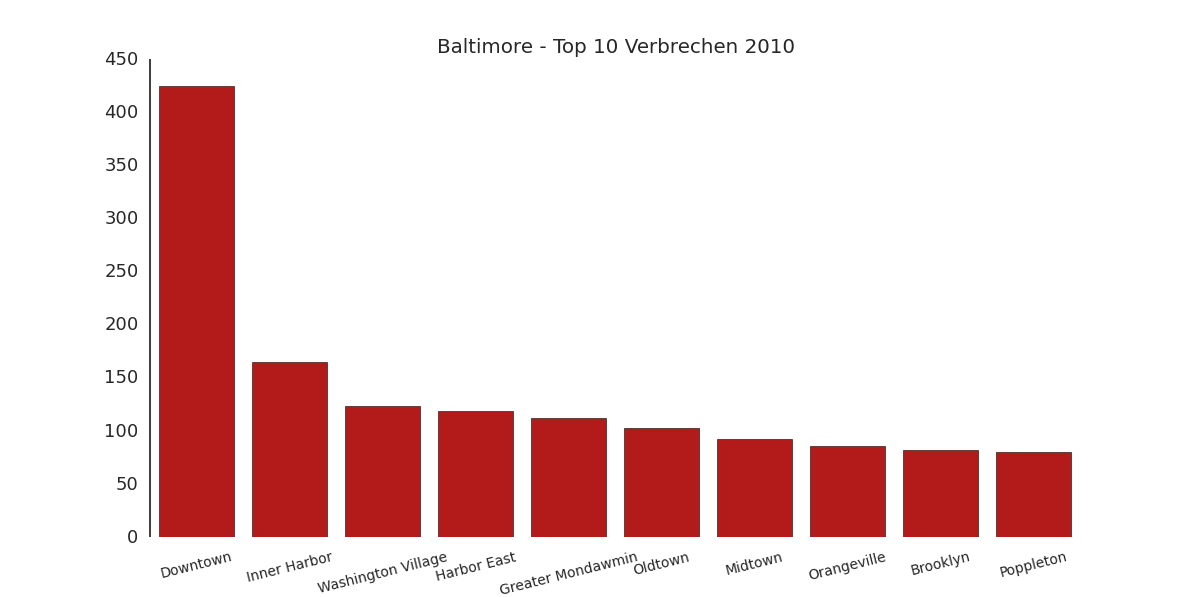 Baltimore - Top 10 Verbrechen 2010
450
400
350
300
250
200
150
100
50
0
Downtown
Inner Harbor
Washington Village
Harbor East
Greater Mondawmin
Oldtown
Midtown
Orangeville
Brooklyn
Poppleton